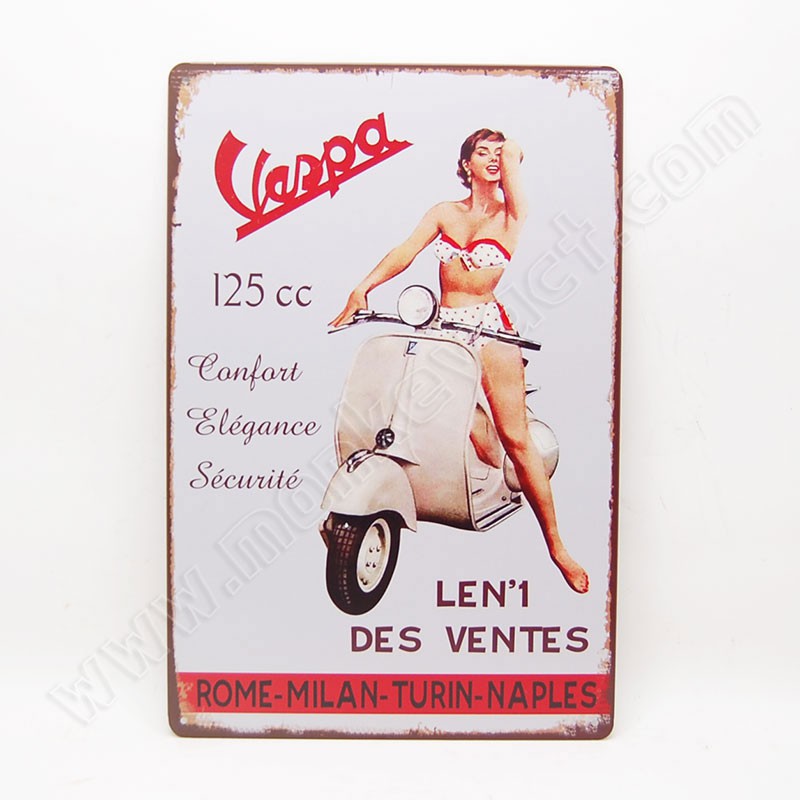 Vespa
125 cc
Confort
Elégance
Sécurité
LEN'1
DES VENTES
ROME-MILAN-TURIN-NAPLES